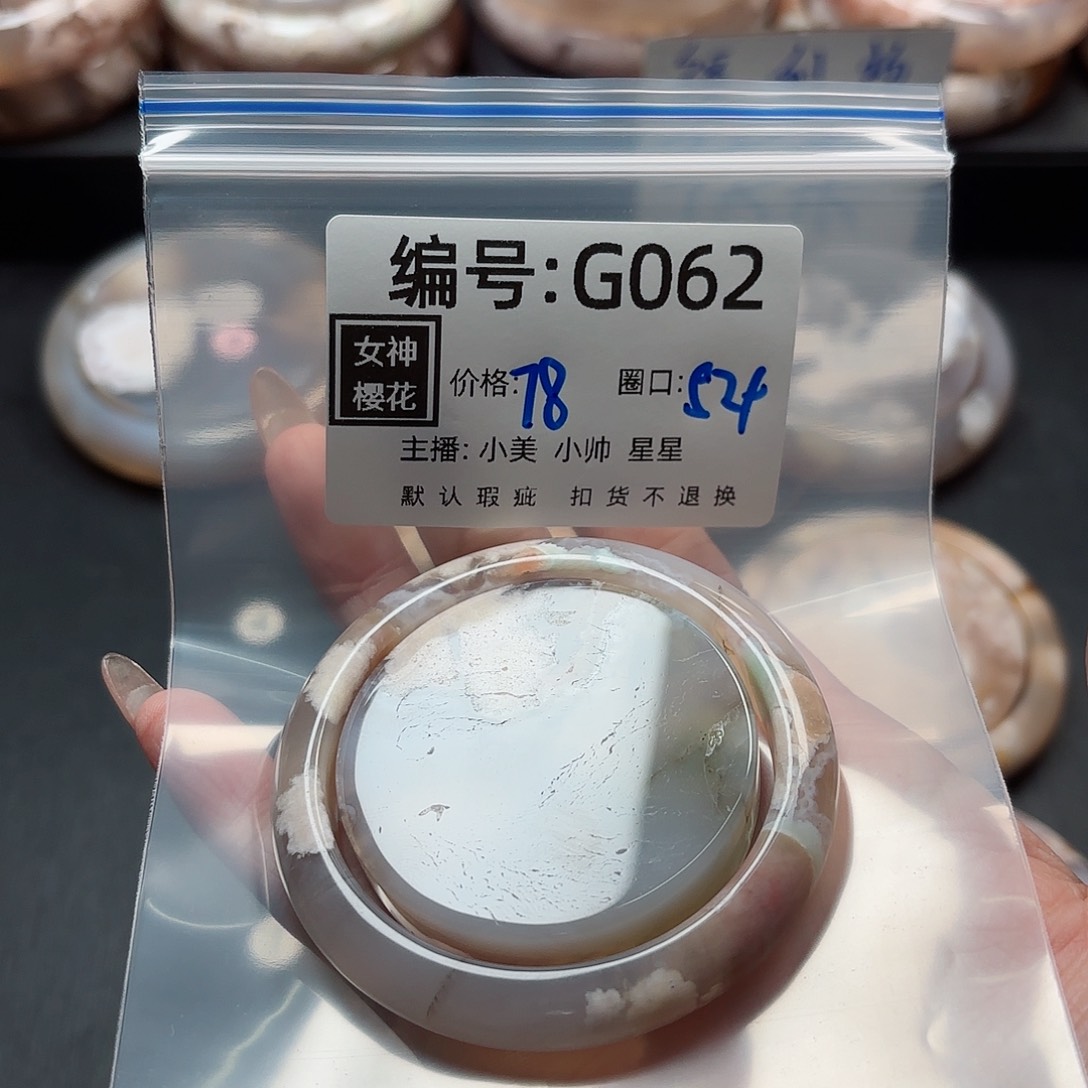 编号:G062
女神
樱花
价格:78 圈口:524
主播: 小美 小帅 星星
默认瑕疵 扣货不退换